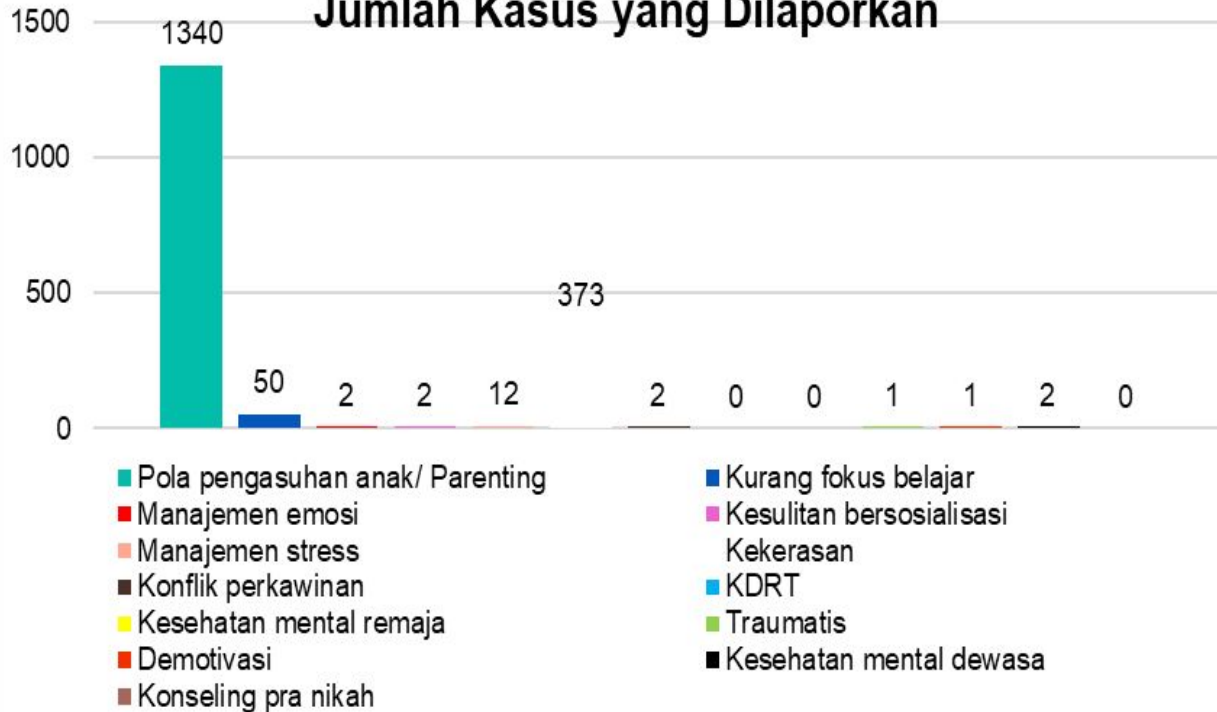 Jumlah Kasus yang Dilaporkan
1500
1340
1000
500
373
50 2 2 12 2 0 0 1 1 2 0
0
Pola pengasuhan anak/ Parenting Kurang fokus belajar
Manajemen emosi Kesulitan bersosialisasi
Manajemen stress Kekerasan
Konflik perkawinan KDRT
Kesehatan mental remaja Traumatis
Demotivasi Kesehatan mental dewasa
Konseling pra nikah